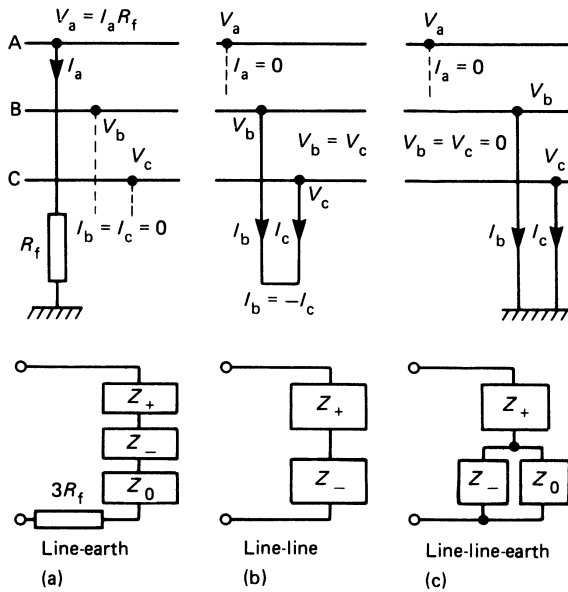 V_a = I_a R_f
A
I_a
B
V_b
C
V_c
R_f
I_b = I_c = 0
V_a
I_a = 0
V_b
V_b = V_c
V_c
I_b
I_c
I_b = −I_c
V_a
I_a = 0
V_b
V_b = V_c = 0
V_c
I_b
I_c
Z_+
Z_−
Z_0
3R_f
Line-earth
(a)
Z_+
Z_−
Line-line
(b)
Z_+
Z_−
Z_0
Line-line-earth
(c)